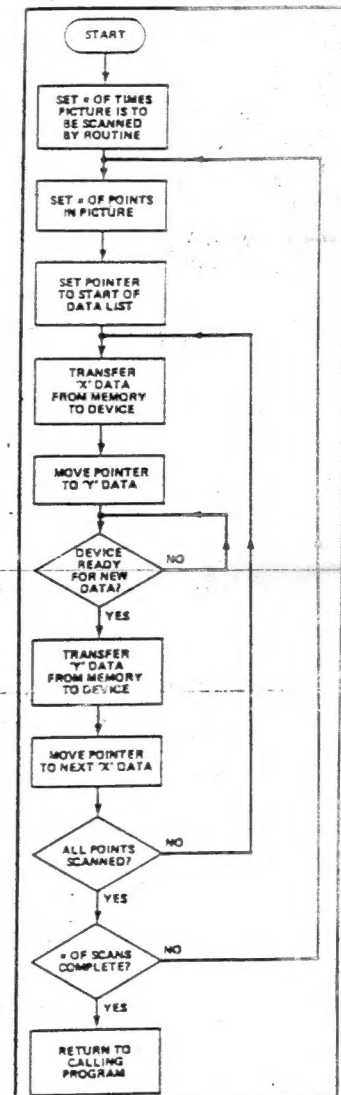 START
SET # OF TIMES
PICTURE IS TO
BE SCANNED
BY ROUTINE
SET # OF POINTS
IN PICTURE
SET POINTER
TO START OF
DATA LIST
TRANSFER
"X" DATA
FROM MEMORY
TO DEVICE
MOVE POINTER
TO "Y" DATA
DEVICE
READY
FOR NEW
DATA?
NO
YES
TRANSFER
"Y" DATA
FROM MEMORY
TO DEVICE
MOVE POINTER
TO NEXT "X" DATA
ALL POINTS
SCANNED?
NO
YES
# OF SCANS
COMPLETE?
NO
YES
RETURN TO
CALLING
PROGRAM